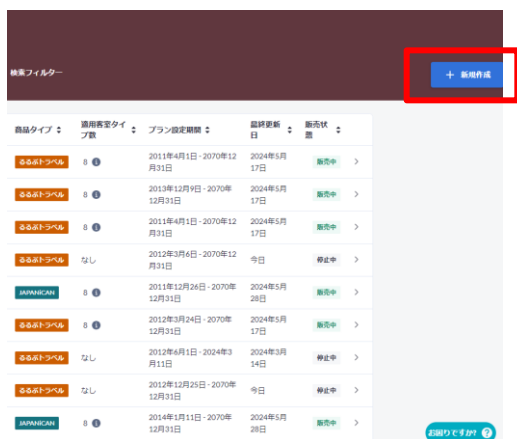 検索フィルター
＋ 新規作成
商品タイプ 適用客室タイプ数 プラン設定期間 最終更新日 販売状態
るるぶトラベル 8 2011年4月1日 - 2070年12月31日 2024年5月17日 販売中
るるぶトラベル 8 2013年12月9日 - 2070年12月31日 2024年5月17日 販売中
るるぶトラベル 8 2011年4月1日 - 2070年12月31日 2024年5月17日 販売中
るるぶトラベル なし 2012年3月6日 - 2070年12月31日 今日 停止中
JAPANiCAN 8 2011年12月26日 - 2070年12月31日 2024年5月28日 販売中
るるぶトラベル 8 2012年3月24日 - 2070年12月31日 2024年5月17日 販売中
るるぶトラベル なし 2012年6月1日 - 2024年3月11日 2024年3月14日 停止中
るるぶトラベル なし 2012年12月25日 - 2070年12月31日 今日 停止中
JAPANiCAN 8 2014年1月11日 - 2070年12月31日 2024年5月28日 販売中
お困りですか? ?